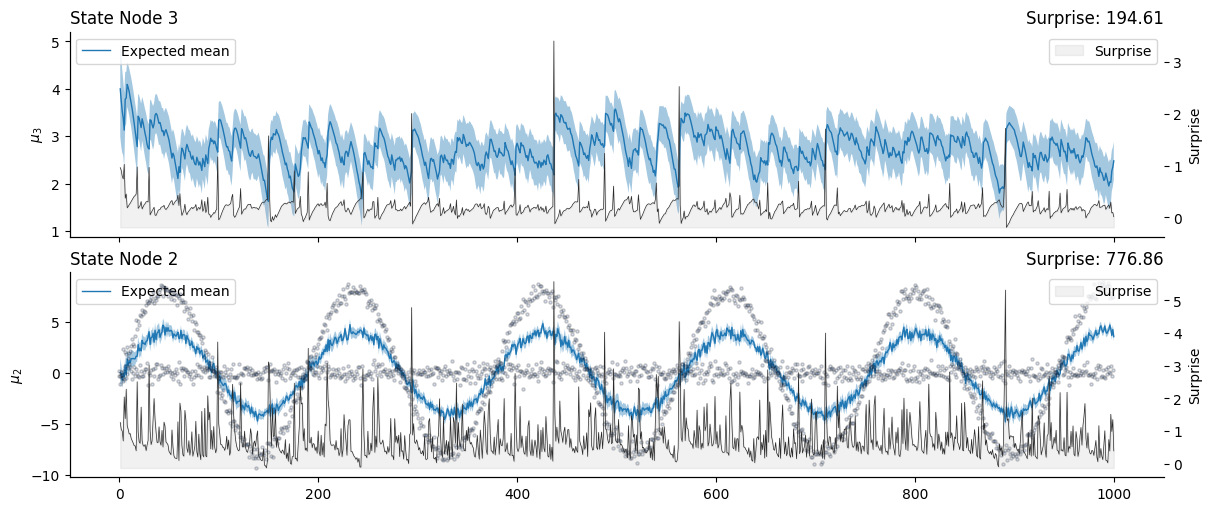 State Node 3 Surprise: 194.61
Expected mean
Surprise
5
4
3
2
1
μ3
3
2
1
0
Surprise
State Node 2 Surprise: 776.86
Expected mean
Surprise
5
0
−5
−10
μ2
5
4
3
2
1
0
Surprise
0 200 400 600 800 1000